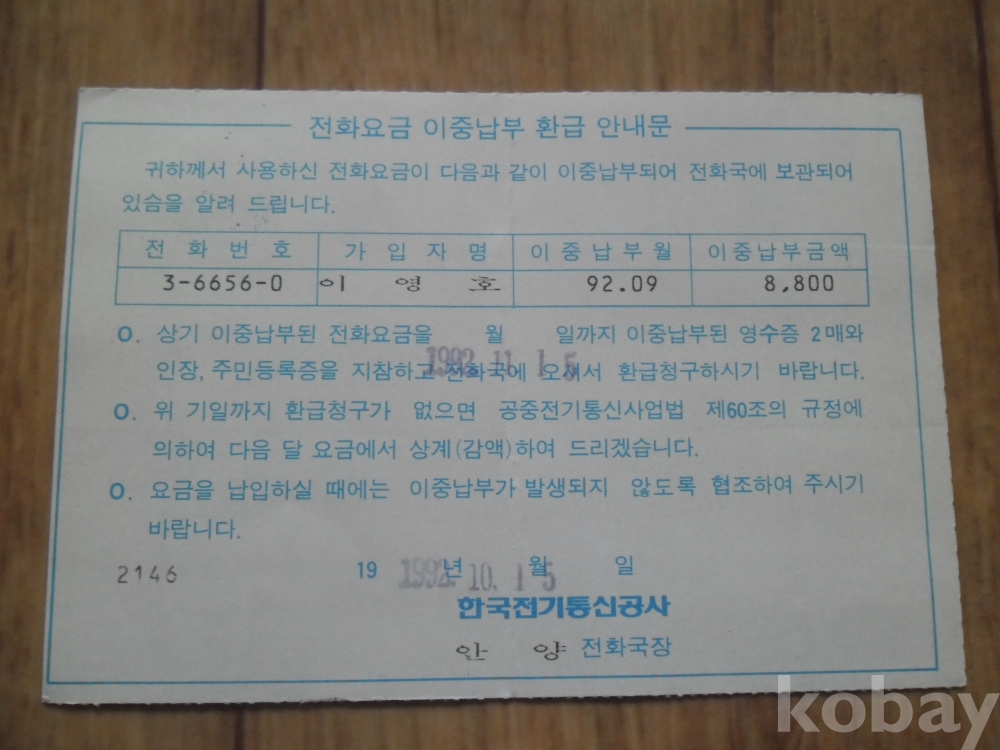 전화요금 이중납부 환급 안내문
귀하께서 사용하신 전화요금이 다음과 같이 이중납부되어 전화국에 보관되어
있슴을 알려 드립니다.
전 화 번 호 가 입 자 명 이 중 납 부 월 이중납부금액
3-6656-0 이 영 호 92.09 8,800
O. 상기 이중납부된 전화요금을 월 일까지 이중납부된 영수증 2매와
1992. 11. 1 5
인장, 주민등록증을 지참하고 전화국에 오셔서 환급청구하시기 바랍니다.
O. 위 기일까지 환급청구가 없으면 공중전기통신사업법 제60조의 규정에
의하여 다음 달 요금에서 상계(감액)하여 드리겠습니다.
O. 요금을 납입하실 때에는 이중납부가 발생되지 않도록 협조하여 주시기
바랍니다.
2146 19 년 월 일
1992. 10. 1 5
한국전기통신공사
안 양 전화국장
kobay